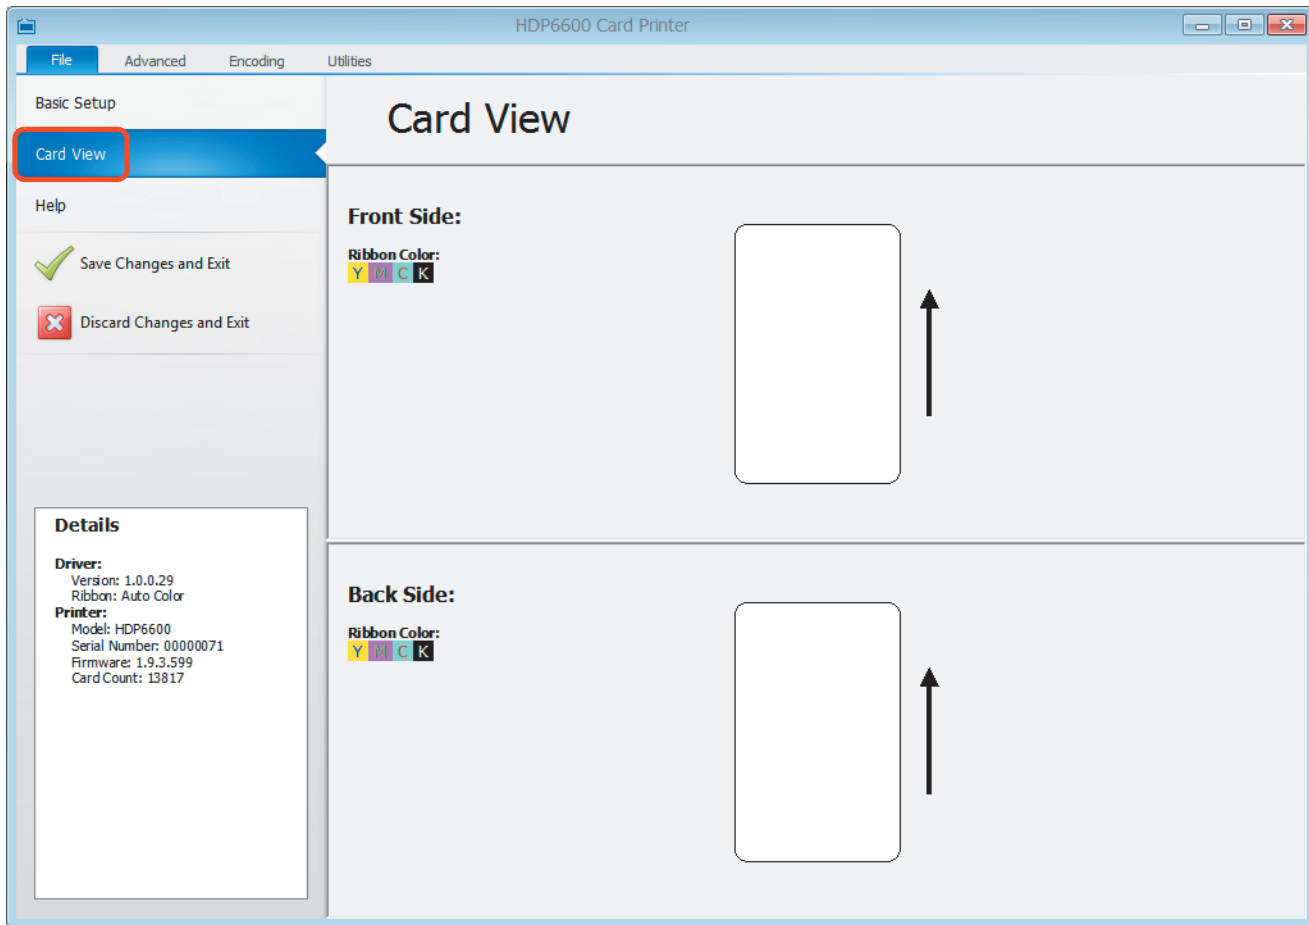 HDP6600 Card Printer
File Advanced Encoding Utilities
Basic Setup
Card View
Help
Save Changes and Exit
Discard Changes and Exit
Details
Driver:
Version: 1.0.0.29
Ribbon: Auto Color
Printer:
Model: HDP6600
Serial Number: 00000071
Firmware: 1.9.3.599
Card Count: 13817
Card View
Front Side:
Ribbon Color:
Y M C K
Back Side:
Ribbon Color:
Y M C K